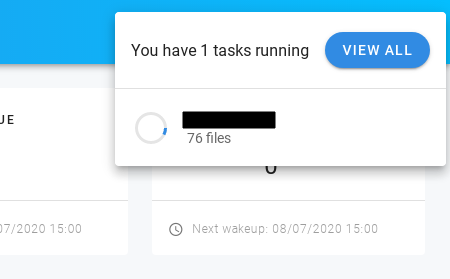 You have 1 tasks running
VIEW ALL
76 files
UE
0
07/2020 15:00
Next wakeup: 08/07/2020 15:00